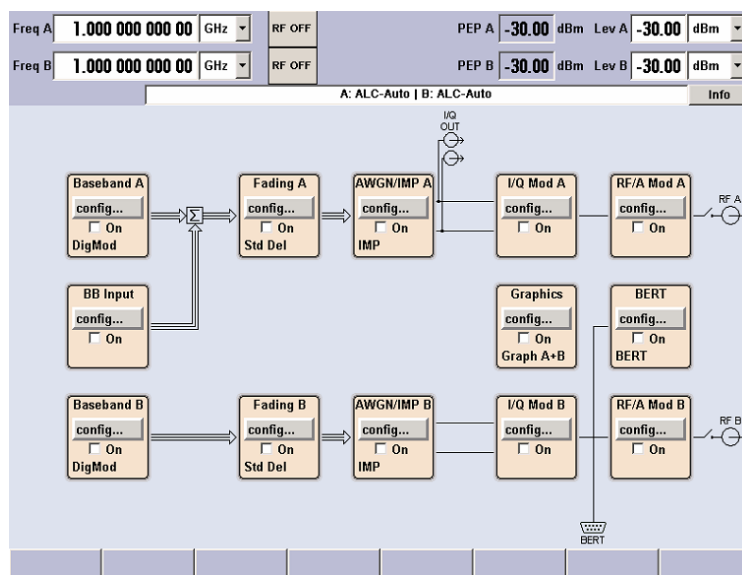 Freq A 1.000 000 000 00 GHz RF OFF PEP A -30.00 dBm Lev A -30.00 dBm
Freq B 1.000 000 000 00 GHz RF OFF PEP B -30.00 dBm Lev B -30.00 dBm
A: ALC-Auto | B: ALC-Auto Info
I/Q
OUT
Baseband A Fading A AWGN/IMP A I/Q Mod A RF/A Mod A
config... Σ config... config... config... config... RF A
On On On On On
DigMod Std Del IMP
BB Input Graphics BERT
config... config... config...
On On On
Graph A+B BERT
Baseband B Fading B AWGN/IMP B I/Q Mod B RF/A Mod B
config... config... config... config... config... RF B
On On On On On
DigMod Std Del IMP
BERT